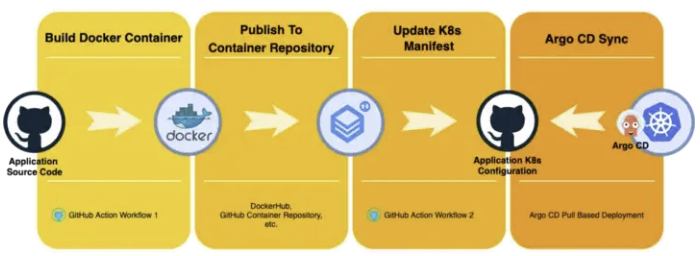 Build Docker Container
Publish To
Container Repository
Update K8s
Manifest
Argo CD Sync
docker
Application
Source Code
Application K8s
Configuration
Argo CD
GitHub Action Workflow 1
DockerHub,
GitHub Container Repository,
etc.
GitHub Action Workflow 2
Argo CD Pull Based Deployment